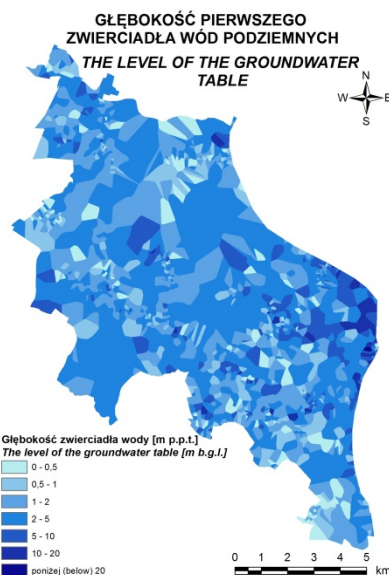 GŁĘBOKOŚĆ PIERWSZEGO
ZWIERCIADŁA WÓD PODZIEMNYCH
THE LEVEL OF THE GROUNDWATER
TABLE
N
W E
S
Głębokość zwierciadła wody [m p.p.t.]
The level of the groundwater table [m b.g.l.]
0 - 0,5
0,5 - 1
1 - 2
2 - 5
5 - 10
10 - 20
poniżej (below) 20
0 1 2 3 4 5
km